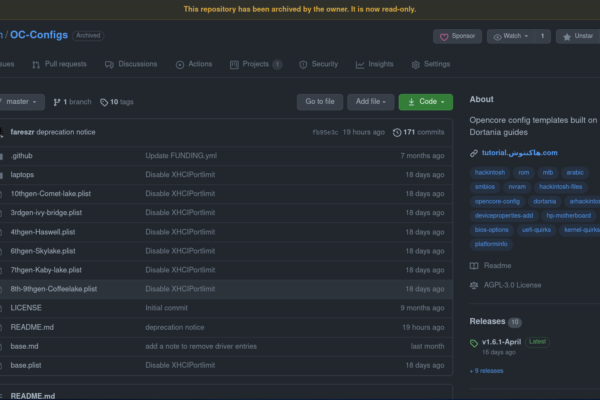 This repository has been archived by the owner. It is now read-only.
/ OC-Configs Archived
Sponsor Watch 1 Unstar
Pull requests Discussions Actions Projects 1 Security Insights Settings
master 1 branch 10 tags Go to file Add file Code
fareszr deprecation notice 19 hours ago 171 commits
.github Update FUNDING.yml 7 months ago
laptops Disable XHCIPortlimit 18 days ago
10thgen-Comet-lake.plist Disable XHCIPortlimit 18 days ago
3rdgen-ivy-bridge.plist Disable XHCIPortlimit 18 days ago
4thgen-Haswell.plist Disable XHCIPortlimit 18 days ago
6thgen-Skylake.plist Disable XHCIPortlimit 18 days ago
7thgen-Kaby-lake.plist Disable XHCIPortlimit 18 days ago
8th-9thgen-Coffeelake.plist Disable XHCIPortlimit 18 days ago
LICENSE Initial commit 9 months ago
README.md deprecation notice 19 hours ago
base.md add a note to remove driver entries last month
base.plist Disable XHCIPortlimit 18 days ago
README.md
About
Opencore config templates built on
Dortania guides
tutorial.هاكنتوش.com
hackintosh rom mlb arabic
smbios nvram hackintosh-files
opencore-config dortania
deviceproperties-add hp-motherboard
bios-options uefi-quirks kernel-quirks
platforminfo
Readme
AGPL-3.0 License
Releases 10
v1.6.1-April Latest
18 days ago
+ 9 releases